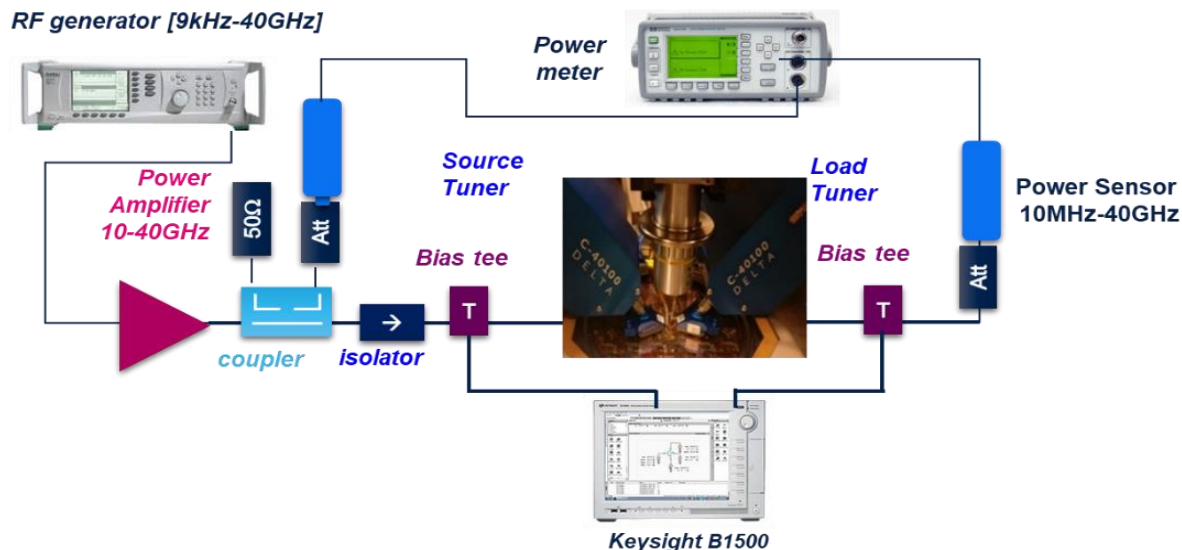 RF generator [9kHz-40GHz]
Power
meter
Power
Amplifier
10-40GHz
50Ω
Att
Source
Tuner
Load
Tuner
Power Sensor
10MHz-40GHz
Bias tee
Bias tee
C-40100
DELTA
C-40100
DELTA
Att
T
T
coupler
isolator
Keysight B1500